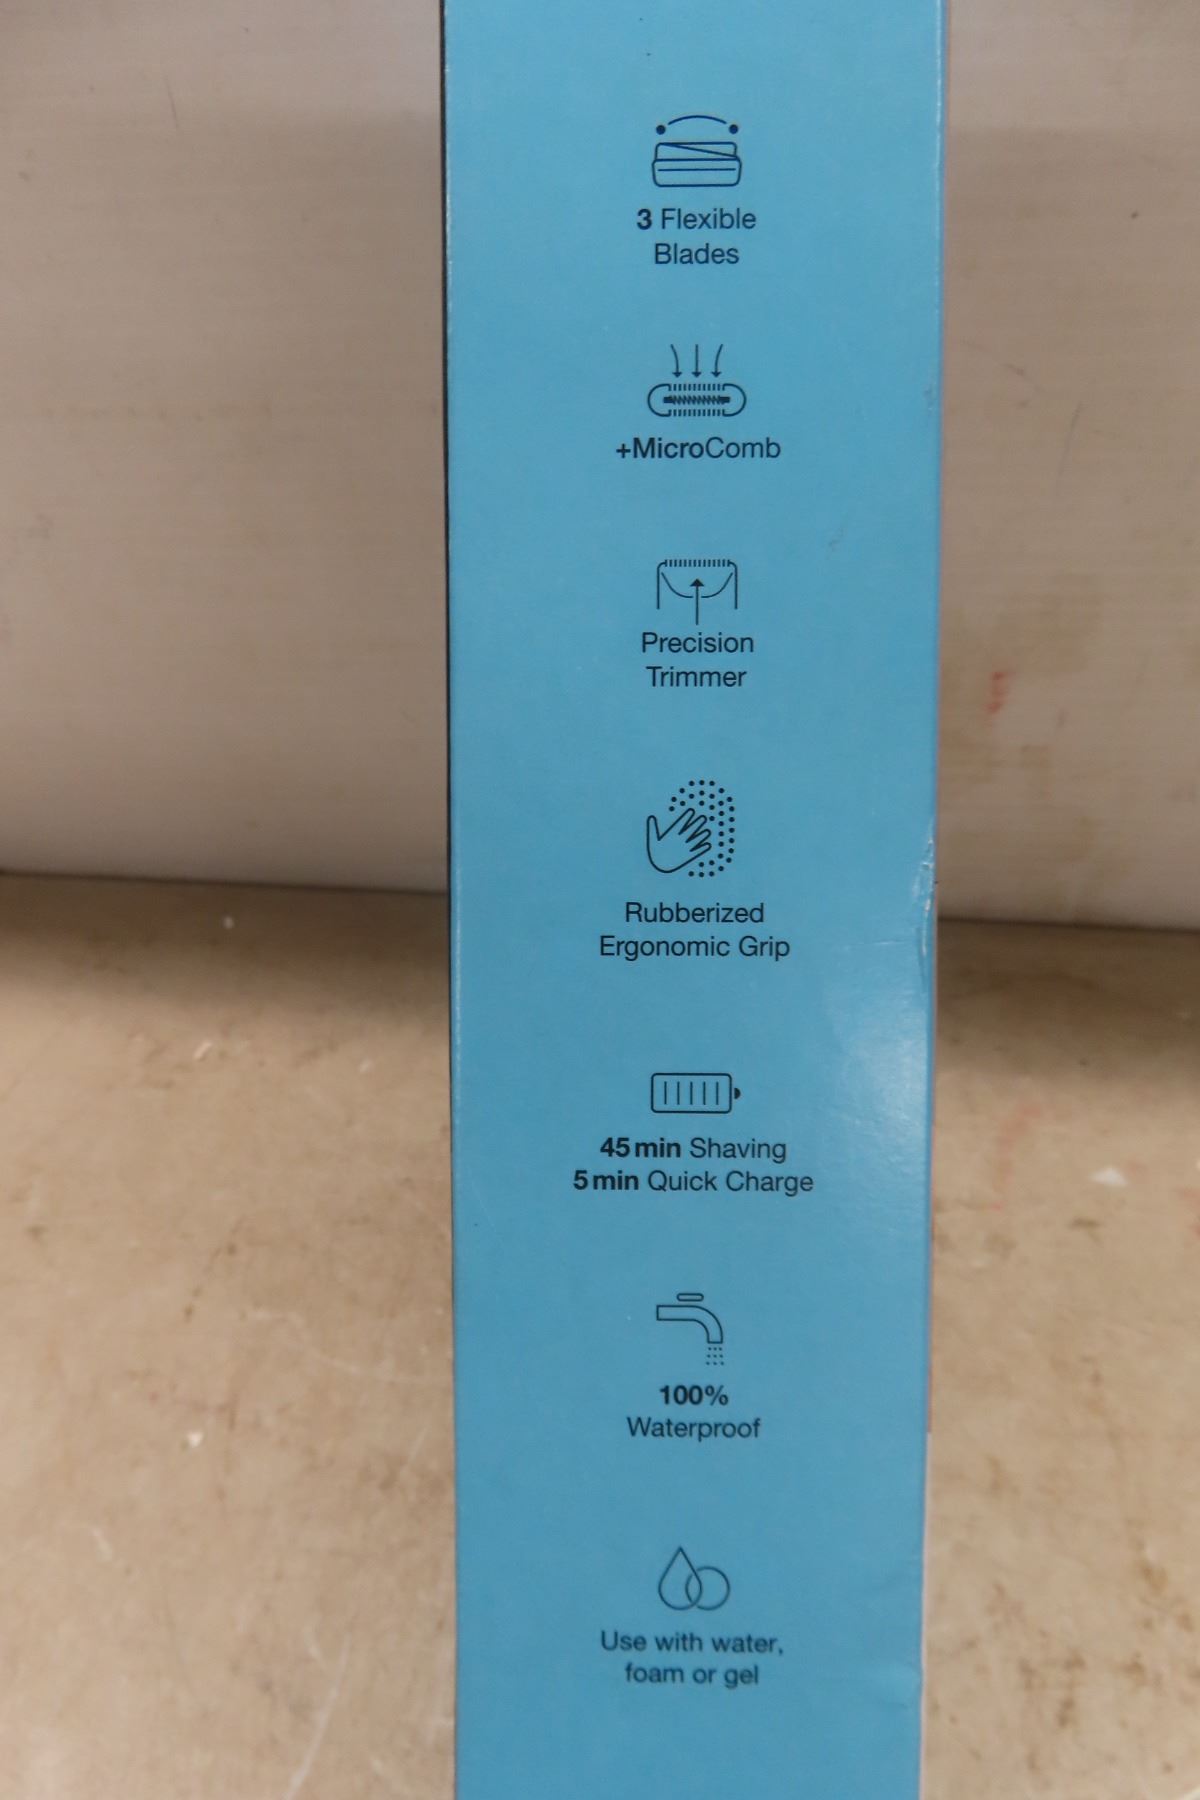 3 Flexible
Blades
+MicroComb
Precision
Trimmer
Rubberized
Ergonomic Grip
45 min Shaving
5 min Quick Charge
100%
Waterproof
Use with water,
foam or gel